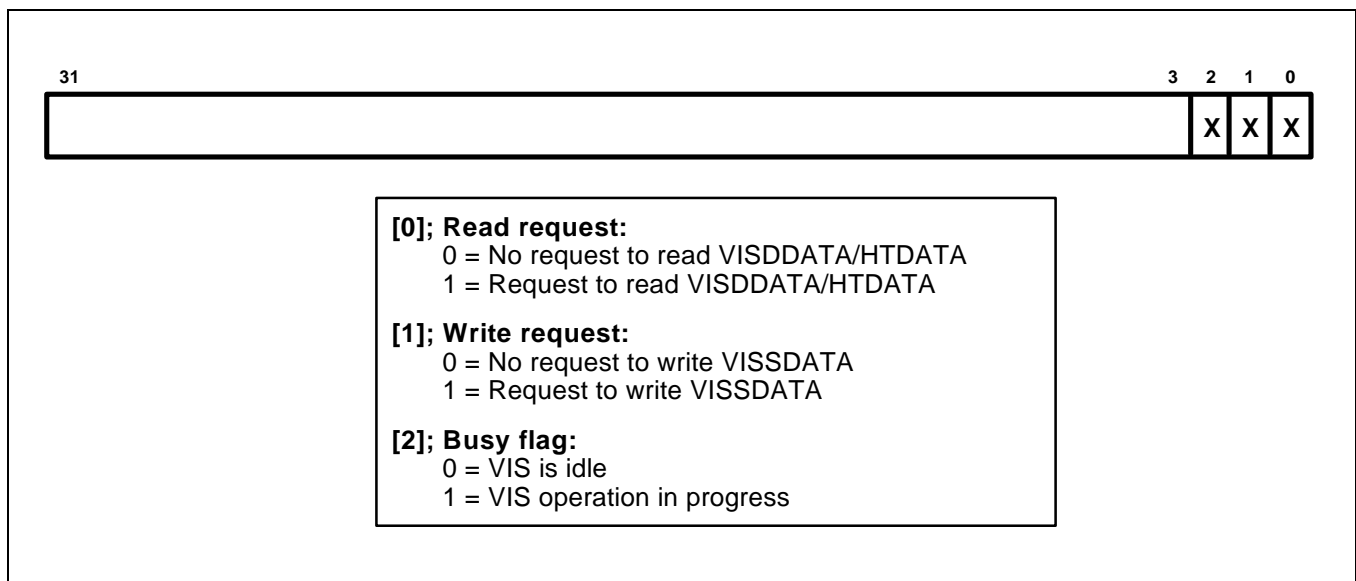 31 3 2 1 0
X X X
[0]; Read request:
0 = No request to read VISDDATA/HTDATA
1 = Request to read VISDDATA/HTDATA
[1]; Write request:
0 = No request to write VISSDATA
1 = Request to write VISSDATA
[2]; Busy flag:
0 = VIS is idle
1 = VIS operation in progress